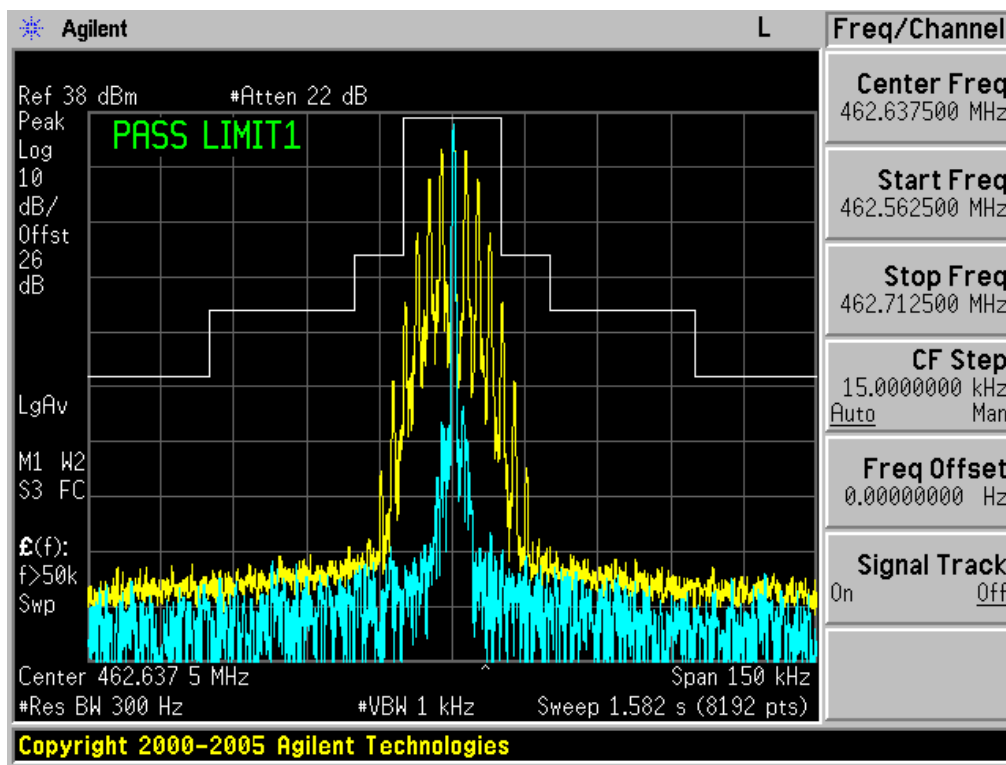 Agilent
L
Freq/Channel
Ref 38 dBm #Atten 22 dB
Peak
Log
10
dB/
Offst
26
dB
PASS LIMIT1
LgAv
M1 W2
S3 FC
£(f):
f>50k
Swp
Center 462.637 5 MHz
^
Span 150 kHz
#Res BW 300 Hz #VBW 1 kHz Sweep 1.582 s (8192 pts)
Copyright 2000-2005 Agilent Technologies
Center Freq
462.637500 MHz
Start Freq
462.562500 MHz
Stop Freq
462.712500 MHz
CF Step
15.0000000 kHz
Auto Man
Freq Offset
0.00000000 Hz
Signal Track
On Off